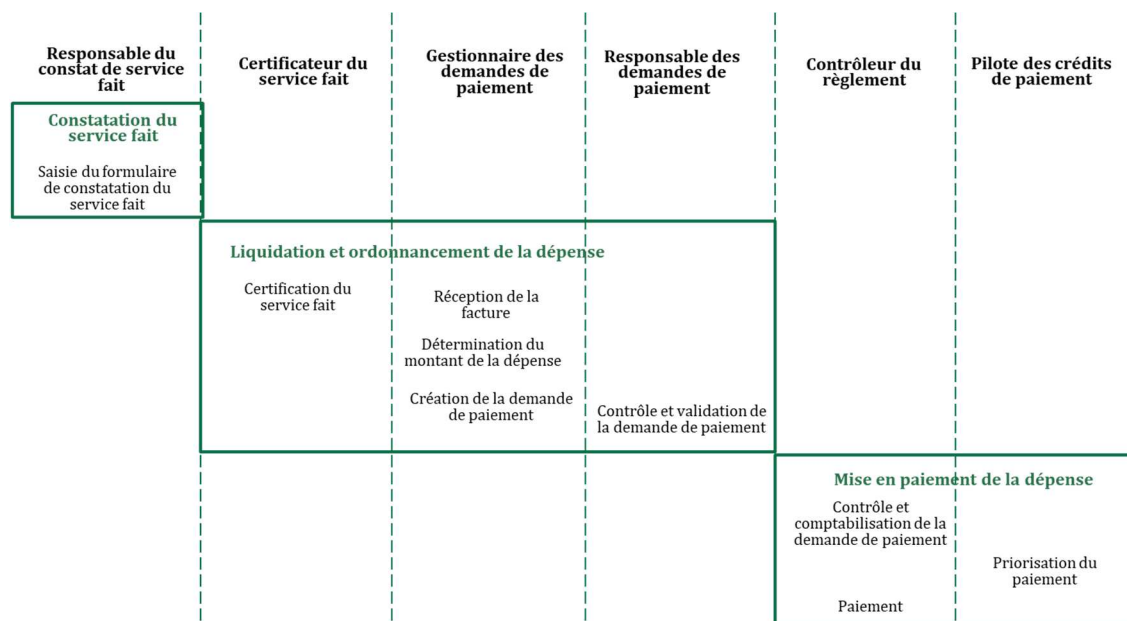 Responsable du
constat de service
fait
Certificateur du
service fait
Gestionnaire des
demandes de
paiement
Responsable des
demandes de
paiement
Contrôleur du
règlement
Pilote des crédits
de paiement
Constatation du
service fait
Saisie du formulaire
de constatation du
service fait
Liquidation et ordonnancement de la dépense
Certification du
service fait
Réception de la
facture
Détermination du
montant de la dépense
Création de la demande
de paiement
Contrôle et validation de
la demande de paiement
Mise en paiement de la dépense
Contrôle et
comptabilisation de la
demande de paiement
Priorisation du
paiement
Paiement